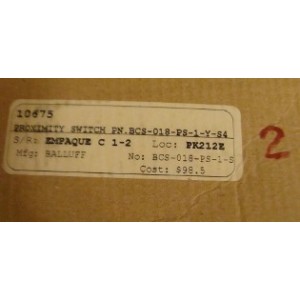 10675
PROXIMITY SWITCH PN.BCS-018-PS-1-Y-S4
S/R: EMPAQUE C 1-2 Loc: PK212E
Mfg: BALLUFF No: BCS-018-PS-1-S
Cost: $98.5
2